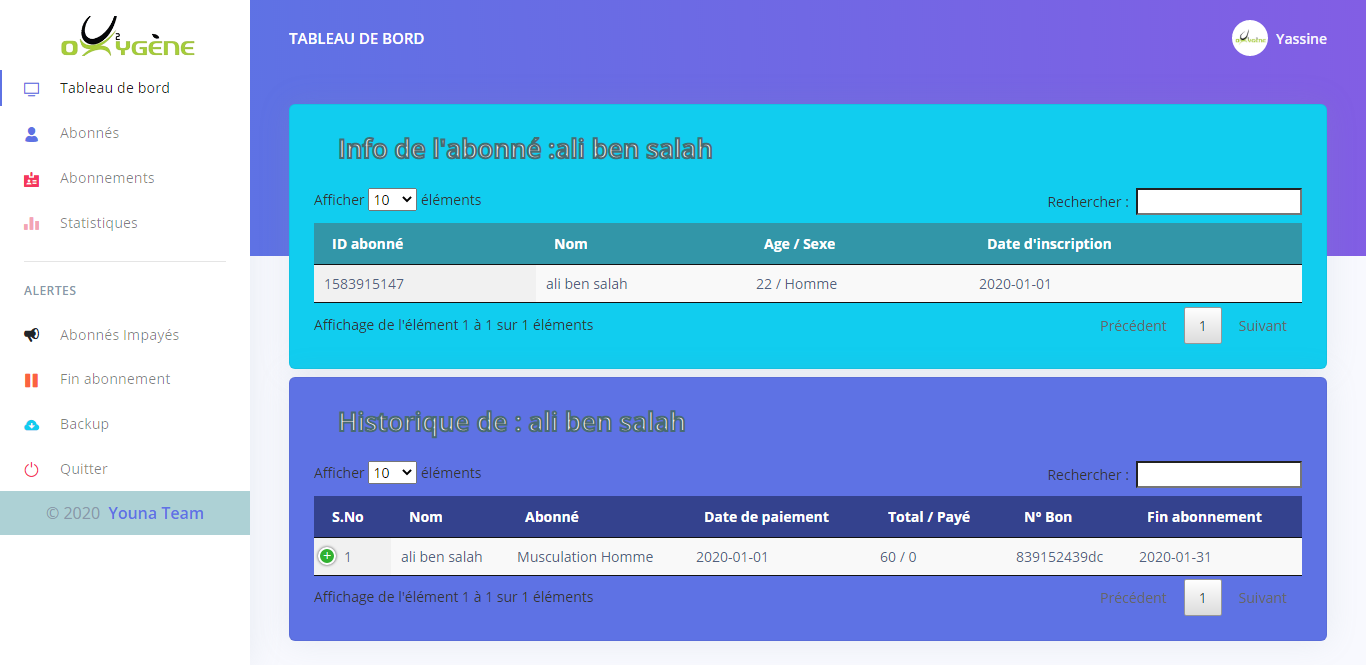 OXYGÈNE
2
Tableau de bord
Abonnés
Abonnements
Statistiques
ALERTES
Abonnés Impayés
Fin abonnement
Backup
Quitter
© 2020 Youna Team
TABLEAU DE BORD
Yassine
Info de l'abonné :ali ben salah
Afficher 10 éléments
Rechercher :
ID abonné Nom Age / Sexe Date d'inscription
1583915147 ali ben salah 22 / Homme 2020-01-01
Affichage de l'élément 1 à 1 sur 1 éléments
Précédent 1 Suivant
Historique de : ali ben salah
Afficher 10 éléments
Rechercher :
S.No Nom Abonné Date de paiement Total / Payé N° Bon Fin abonnement
1 ali ben salah Musculation Homme 2020-01-01 60 / 0 839152439dc 2020-01-31
Affichage de l'élément 1 à 1 sur 1 éléments
Précédent 1 Suivant